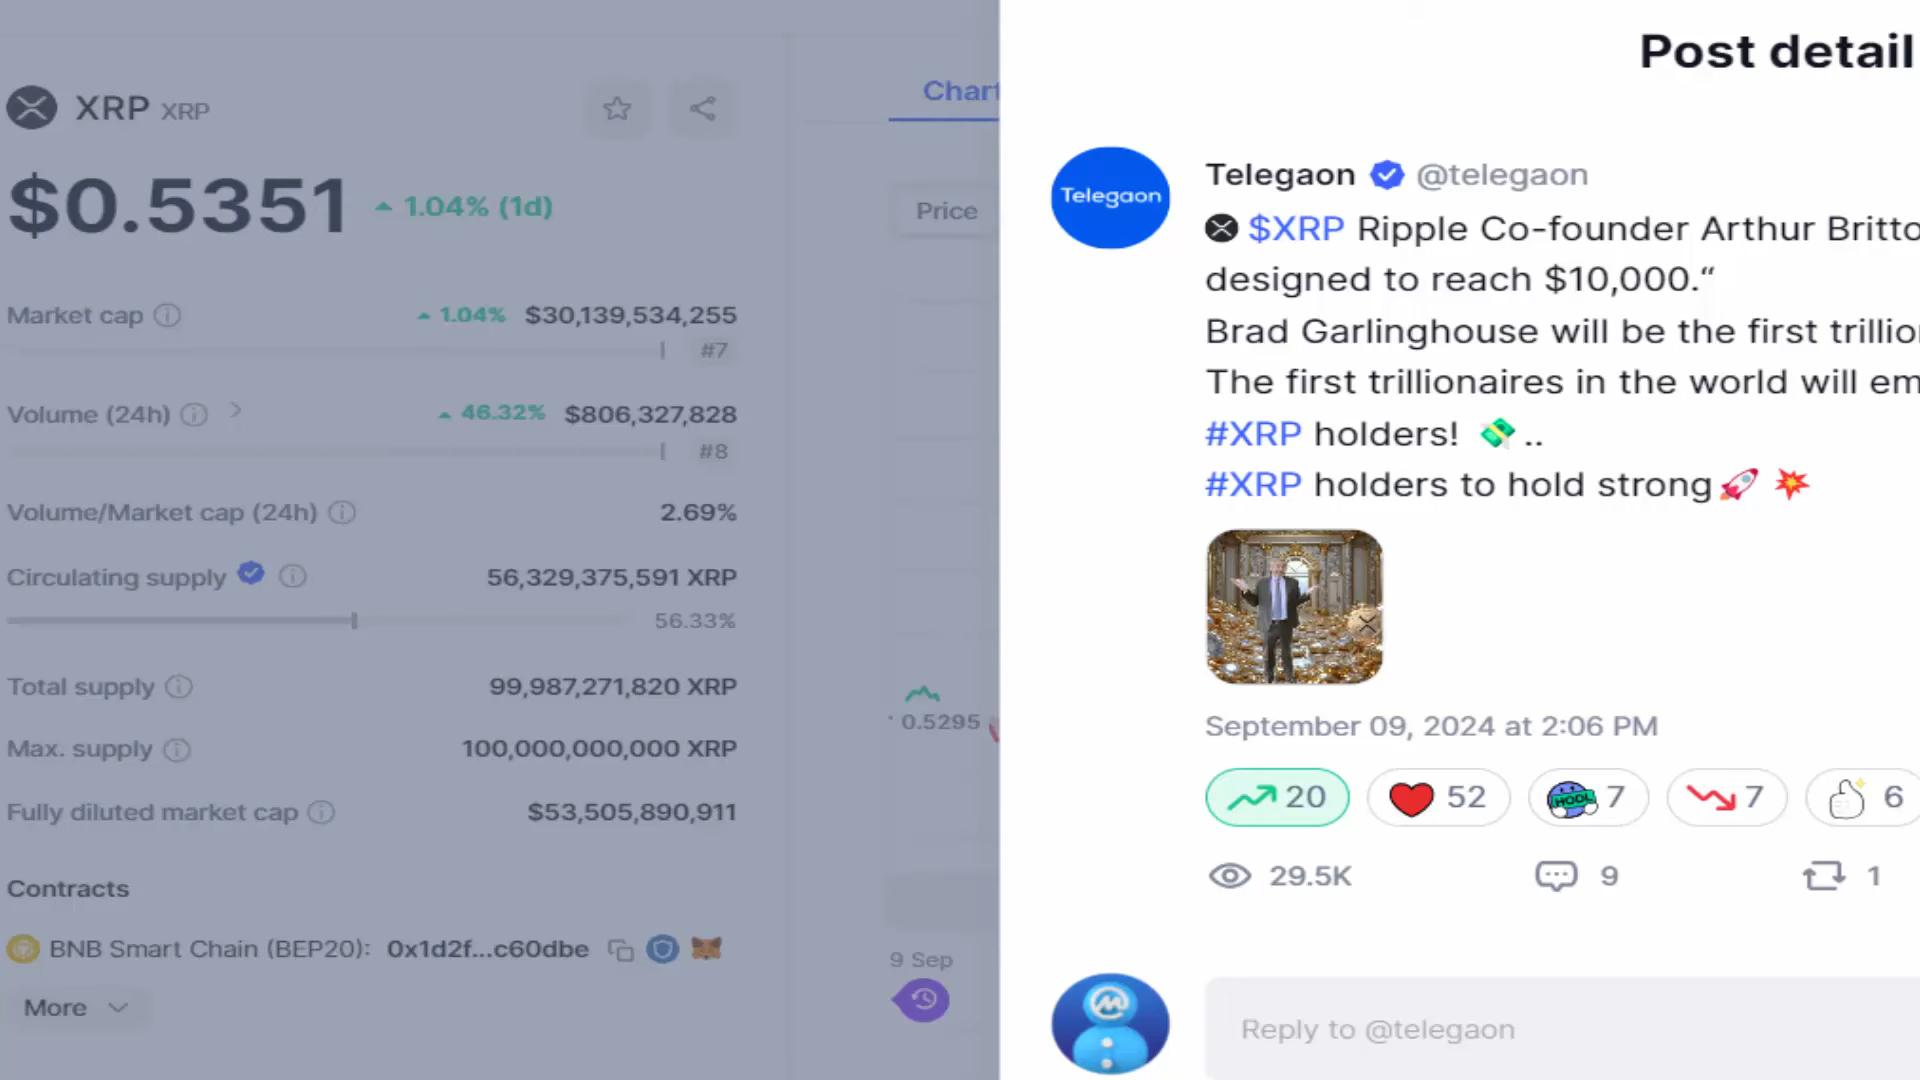 XRP XRP
$0.5351 1.04% (1d)
Market cap 1.04% $30,139,534,255
#7
Volume (24h) 46.32% $806,327,828
#8
Volume/Market cap (24h) 2.69%
Circulating supply 56,329,375,591 XRP
56.33%
Total supply 99,987,271,820 XRP
Max. supply 100,000,000,000 XRP
Fully diluted market cap $53,505,890,911
Contracts
BNB Smart Chain (BEP20): 0x1d2f...c60dbe
More
Chart
Price
0.5295
9 Sep
Post detail
Telegaon
Telegaon @telegaon
$XRP Ripple Co-founder Arthur Britto
designed to reach $10,000.“
Brad Garlinghouse will be the first trillio
The first trillionaires in the world will em
#XRP holders! ..
#XRP holders to hold strong
September 09, 2024 at 2:06 PM
20 52 HODL 7 7 6
29.5K 9 1
Reply to @telegaon